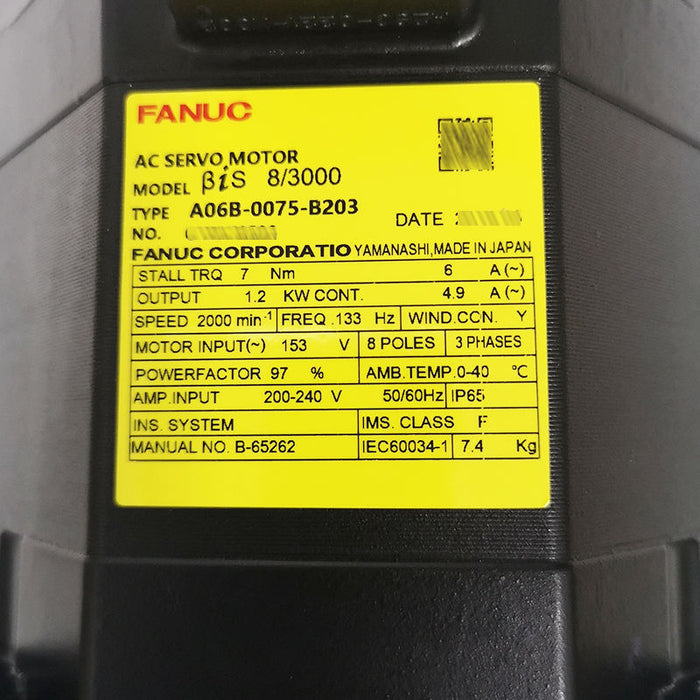 FANUC
AC SERVO MOTOR
MODEL βiS 8/3000
TYPE A06B-0075-B203
DATE
NO.
FANUC CORPORATIO YAMANASHI,MADE IN JAPAN
STALL TRQ 7 Nm 6 A(~)
OUTPUT 1.2 KW CONT. 4.9 A(~)
SPEED 2000 min-1 FREQ.133 Hz WIND.CCN. Y
MOTOR INPUT(~) 153 V 8 POLES 3 PHASES
POWERFACTOR 97 % AMB.TEMP.0-40 ℃
AMP.INPUT 200-240 V 50/60Hz IP65
INS. SYSTEM IMS. CLASS F
MANUAL NO. B-65262 IEC60034-1 7.4 Kg